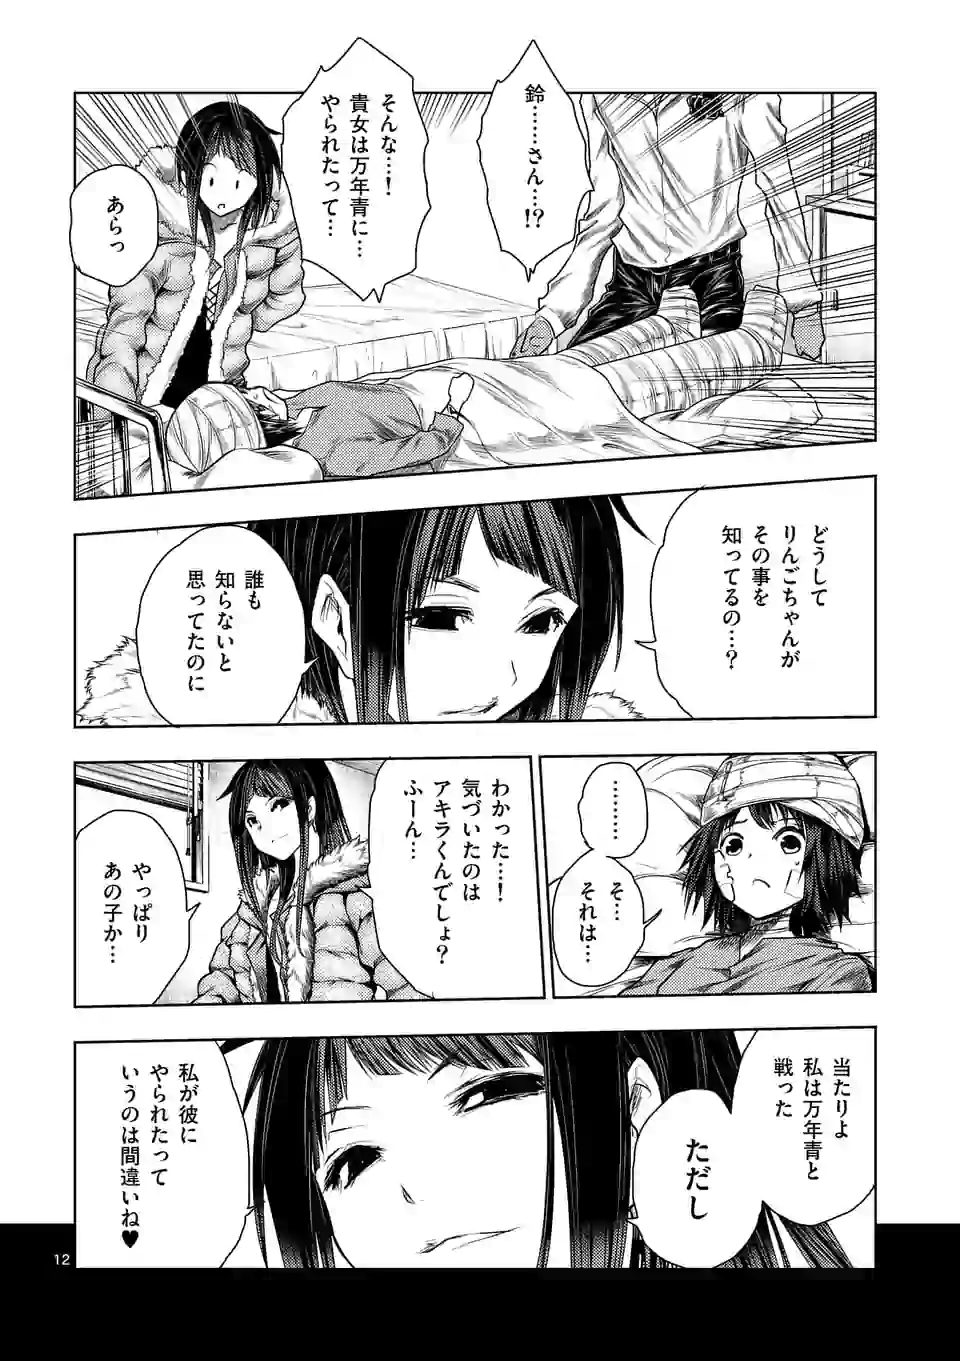 鈴………さん…!?
そんな…！
貴女は万年青に…
やられたって…
あらっ
どうして
りんごちゃんが
その事を
知ってるの…？
誰も
知らないと
思ってたのに
………
そ…
それは…
わかった…！
気づいたのは
アキラくんでしょ？
ふーん…
やっぱり
あの子か…
当たりよ
私は万年青と
戦った
ただし
私が彼に
やられたって
いうのは間違いね♥
12